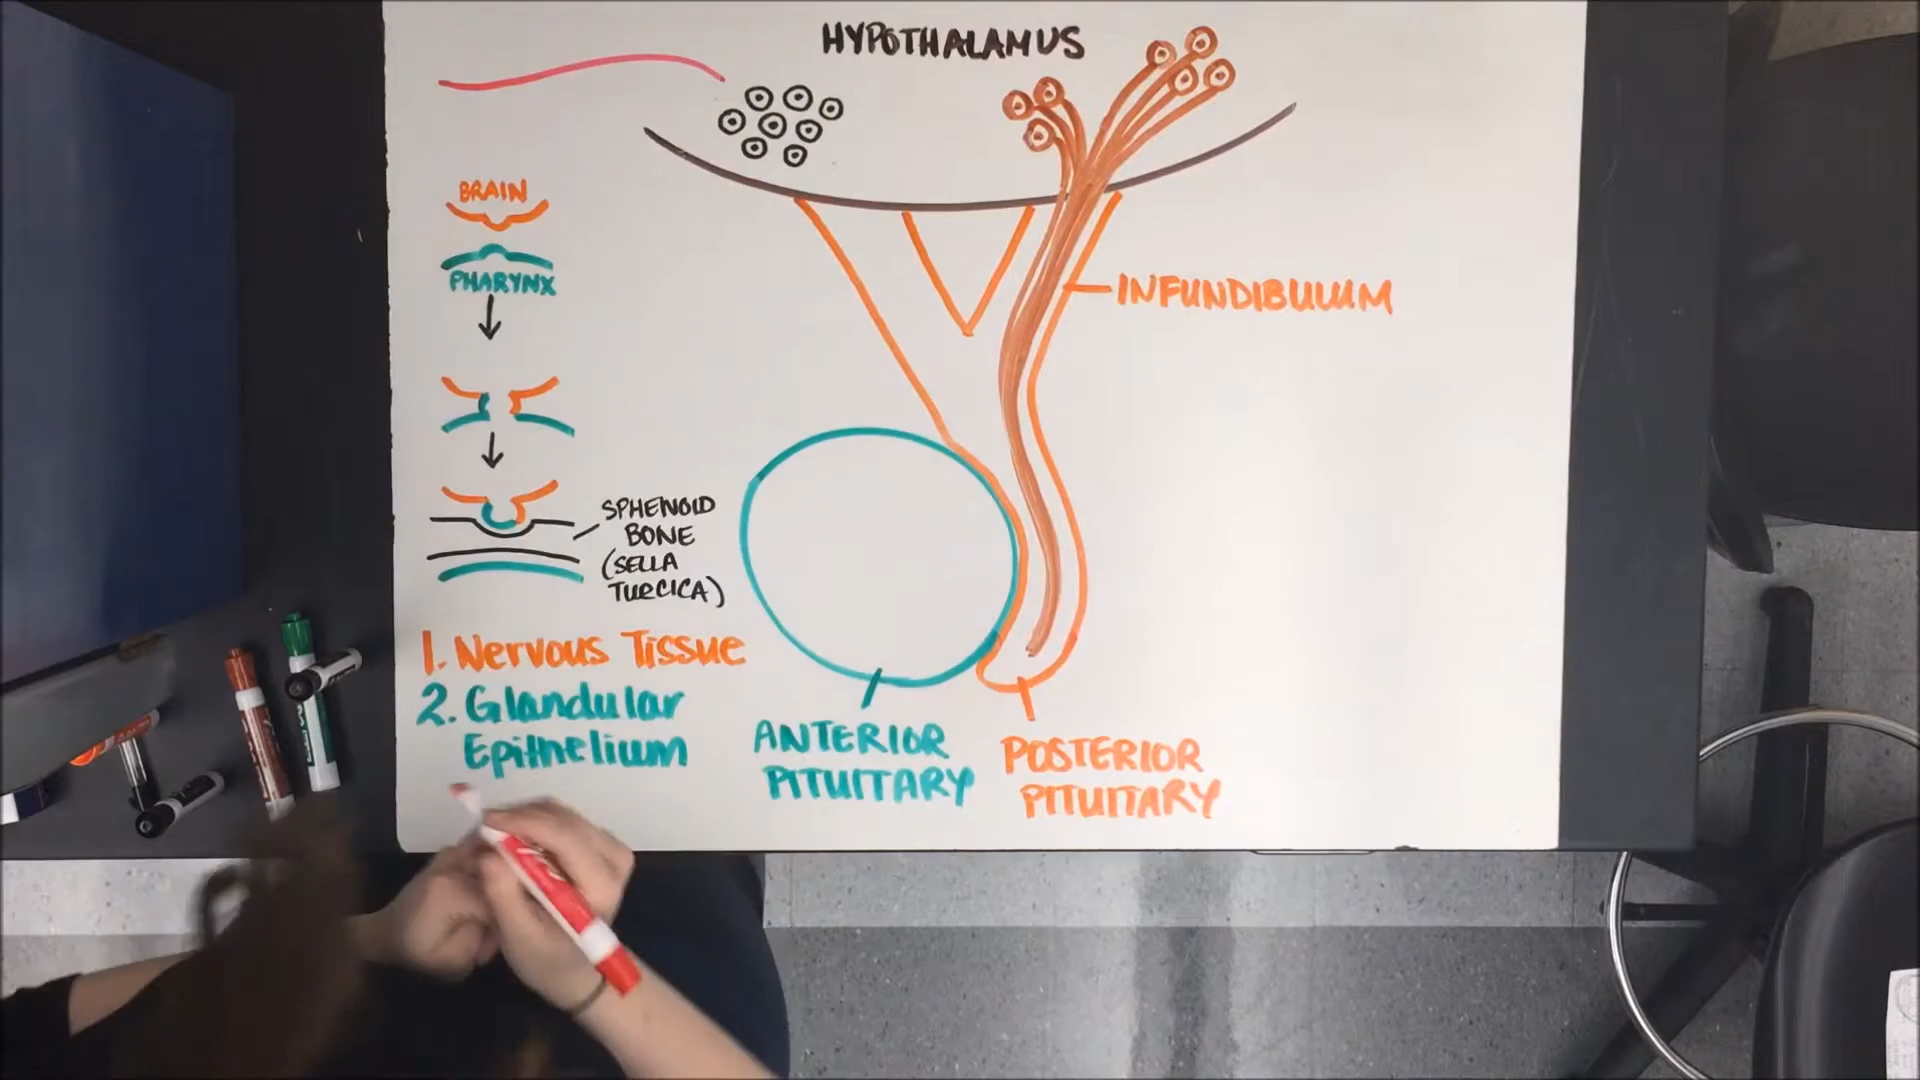 HYPOTHALAMUS
BRAIN
PHARYNX
INFUNDIBULUM
SPHENOID
BONE
(SELLA
TURCICA)
1. Nervous Tissue
2. Glandular
Epithelium
ANTERIOR
PITUITARY
POSTERIOR
PITUITARY